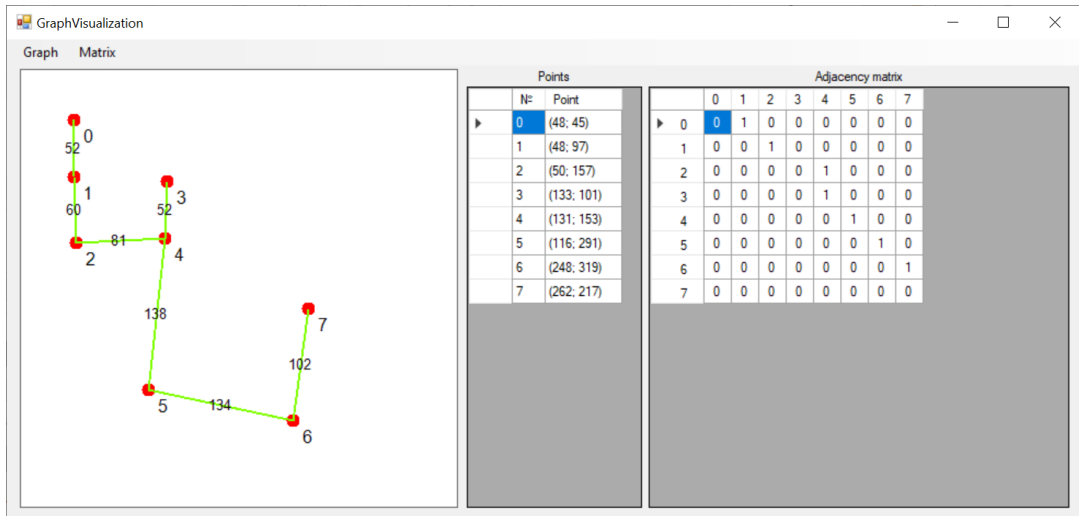 GraphVisualization
Graph Matrix
0
52
1
3
60
52
81
2
4
138
7
102
5
134
6
Points
Nº Point
0 (48; 45)
1 (48; 97)
2 (50; 157)
3 (133; 101)
4 (131; 153)
5 (116; 291)
6 (248; 319)
7 (262; 217)
Adjacency matrix
0 1 2 3 4 5 6 7
0 0 1 0 0 0 0 0 0
1 0 0 1 0 0 0 0 0
2 0 0 0 0 1 0 0 0
3 0 0 0 0 1 0 0 0
4 0 0 0 0 0 1 0 0
5 0 0 0 0 0 0 1 0
6 0 0 0 0 0 0 0 1
7 0 0 0 0 0 0 0 0